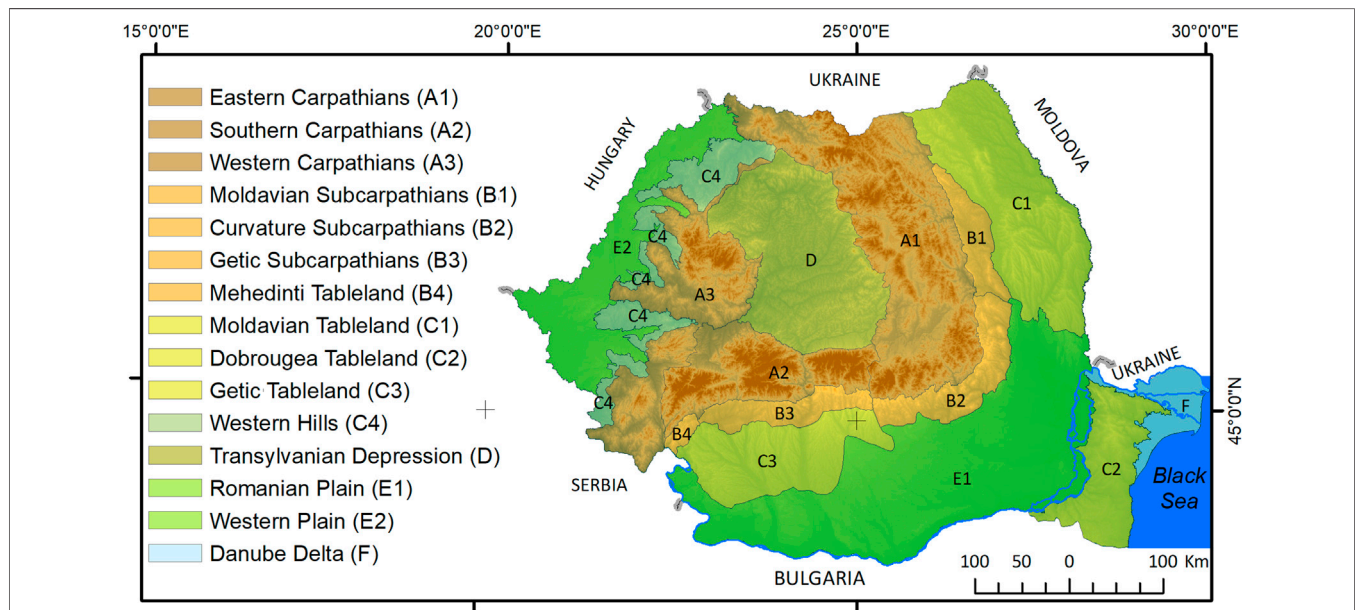 15°0'0"E
20°0'0"E
25°0'0"E
30°0'0"E
Eastern Carpathians (A1)
Southern Carpathians (A2)
Western Carpathians (A3)
Moldavian Subcarpathians (B1)
Curvature Subcarpathians (B2)
Getic Subcarpathians (B3)
Mehedinti Tableland (B4)
Moldavian Tableland (C1)
Dobrougea Tableland (C2)
Getic Tableland (C3)
Western Hills (C4)
Transylvanian Depression (D)
Romanian Plain (E1)
Western Plain (E2)
Danube Delta (F)
UKRAINE
HUNGARY
MOLDOVA
C4
C1
C4
E2
A1
B1
D
C4
A3
C4
A2
UKRAINE
C4
B3
B2
F
45°0'0"N
B4
C3
C2
E1
SERBIA
Black
Sea
BULGARIA
100 50 0 100 Km